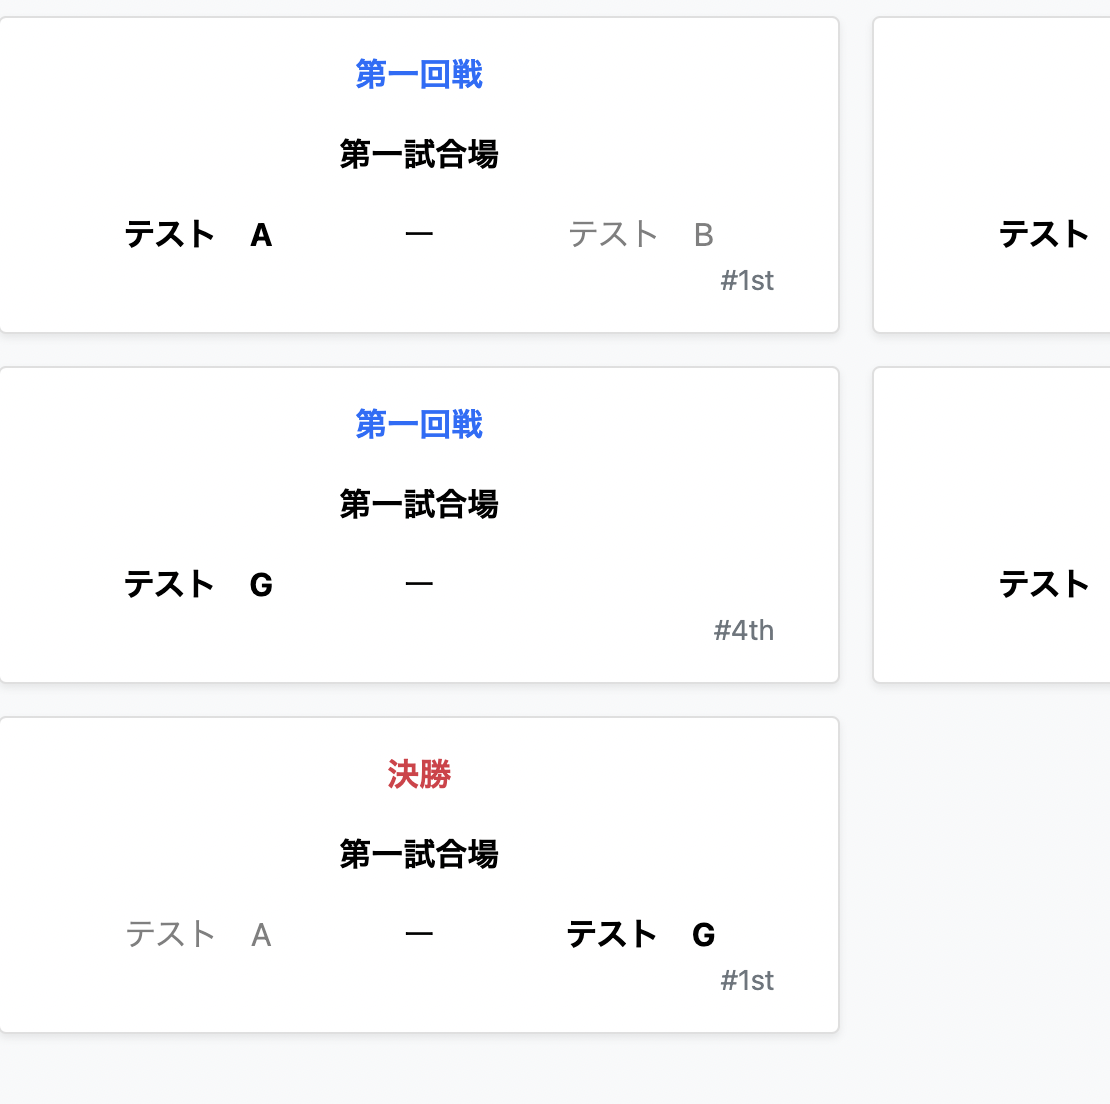 第一回戦
第一試合場
テスト　A　ー　テスト　B
#1st
テスト
第一回戦
第一試合場
テスト　G　ー
#4th
テスト
決勝
第一試合場
テスト　A　ー　テスト　G
#1st